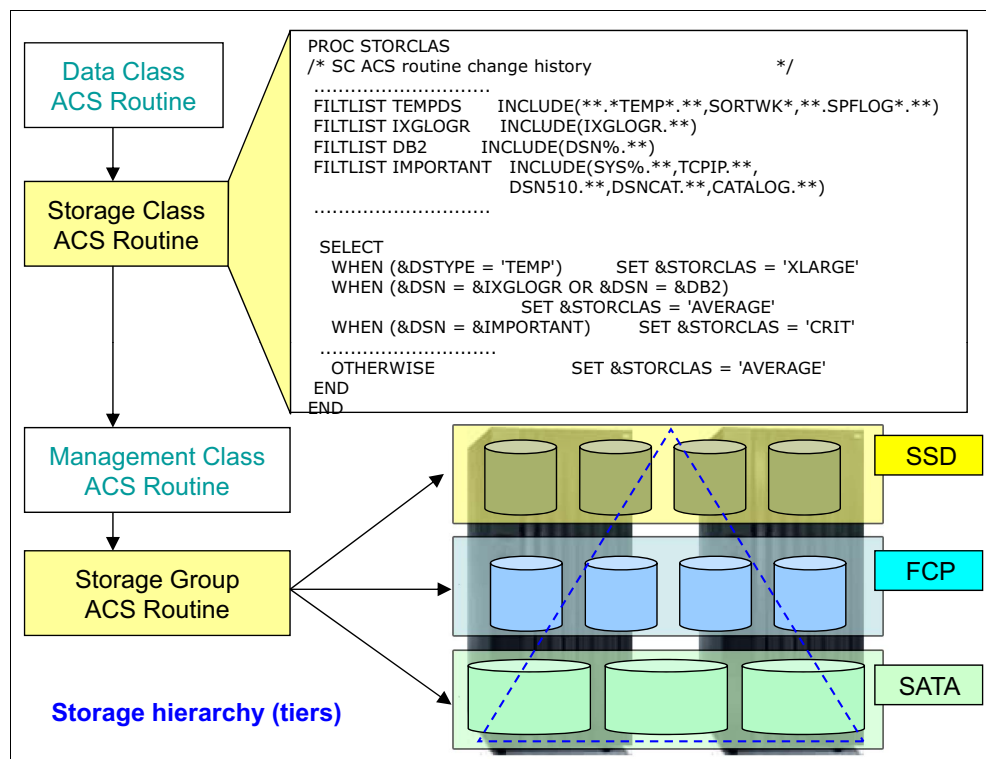 Data Class
ACS Routine
Storage Class
ACS Routine
PROC STORCLAS
/* SC ACS routine change history */
.............................
FILTLIST TEMPDS INCLUDE(**.*TEMP*.**,SORTWK*,**.SPFLOG*.**)
FILTLIST IXGLOGR INCLUDE(IXGLOGR.**)
FILTLIST DB2 INCLUDE(DSN%.**)
FILTLIST IMPORTANT INCLUDE(SYS%.**,TCPIP.**,
DSN510.**,DSNCAT.**,CATALOG.**)
.............................
SELECT
WHEN (&DSTYPE = 'TEMP') SET &STORCLAS = 'XLARGE'
WHEN (&DSN = &IXGLOGR OR &DSN = &DB2)
SET &STORCLAS = 'AVERAGE'
WHEN (&DSN = &IMPORTANT) SET &STORCLAS = 'CRIT'
.............................
OTHERWISE SET &STORCLAS = 'AVERAGE'
END
END
Management Class
ACS Routine
Storage Group
ACS Routine
SSD
FCP
SATA
Storage hierarchy (tiers)